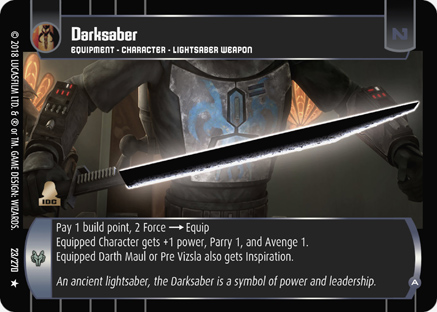 Darksaber
N
EQUIPMENT - CHARACTER - LIGHTSABER WEAPON
© 2018 LUCASFILM LTD. & ® or TM. GAME DESIGN: WIZARDS.
IDC
23/270
Pay 1 build point, 2 Force → Equip
Equipped Character gets +1 power, Parry 1, and Avenge 1.
Equipped Darth Maul or Pre Vizsla also gets Inspiration.
An ancient lightsaber, the Darksaber is a symbol of power and leadership.
A